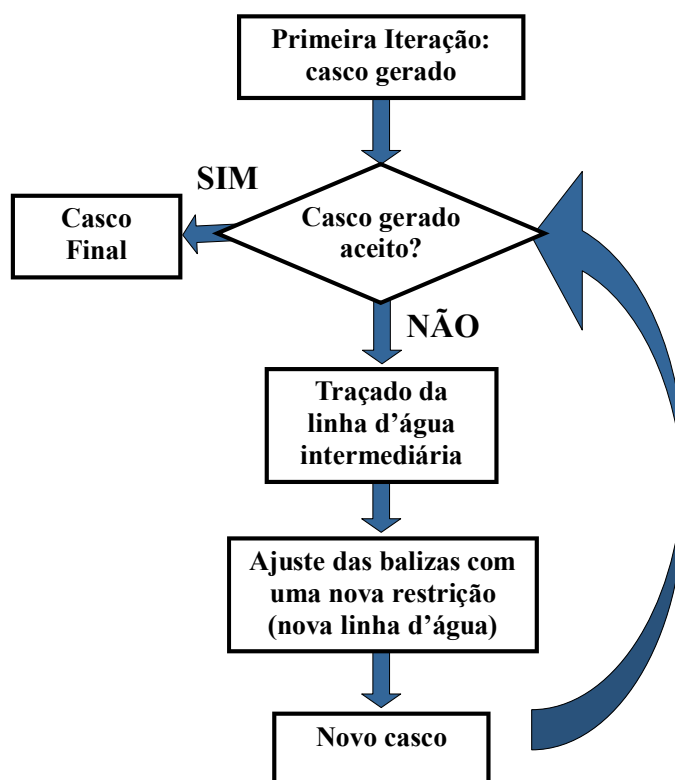 Primeira Iteração:
casco gerado
SIM
Casco
Final
Casco gerado
aceito?
NÃO
Traçado da
linha d’água
intermediária
Ajuste das balizas com
uma nova restrição
(nova linha d’água)
Novo casco